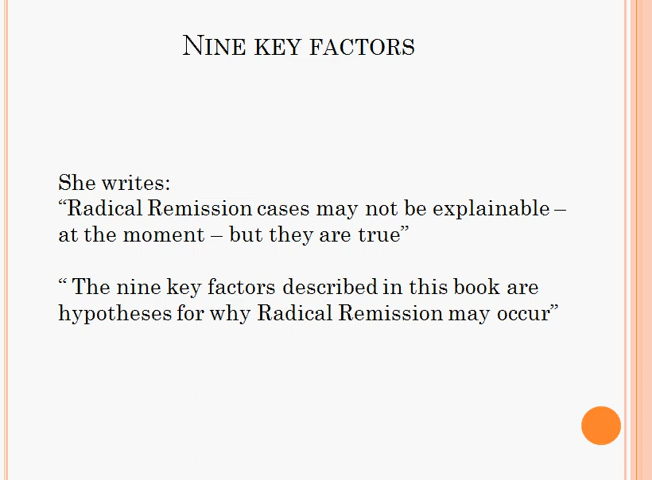 Nine key factors
She writes:
“Radical Remission cases may not be explainable –
at the moment – but they are true”
“ The nine key factors described in this book are
hypotheses for why Radical Remission may occur”